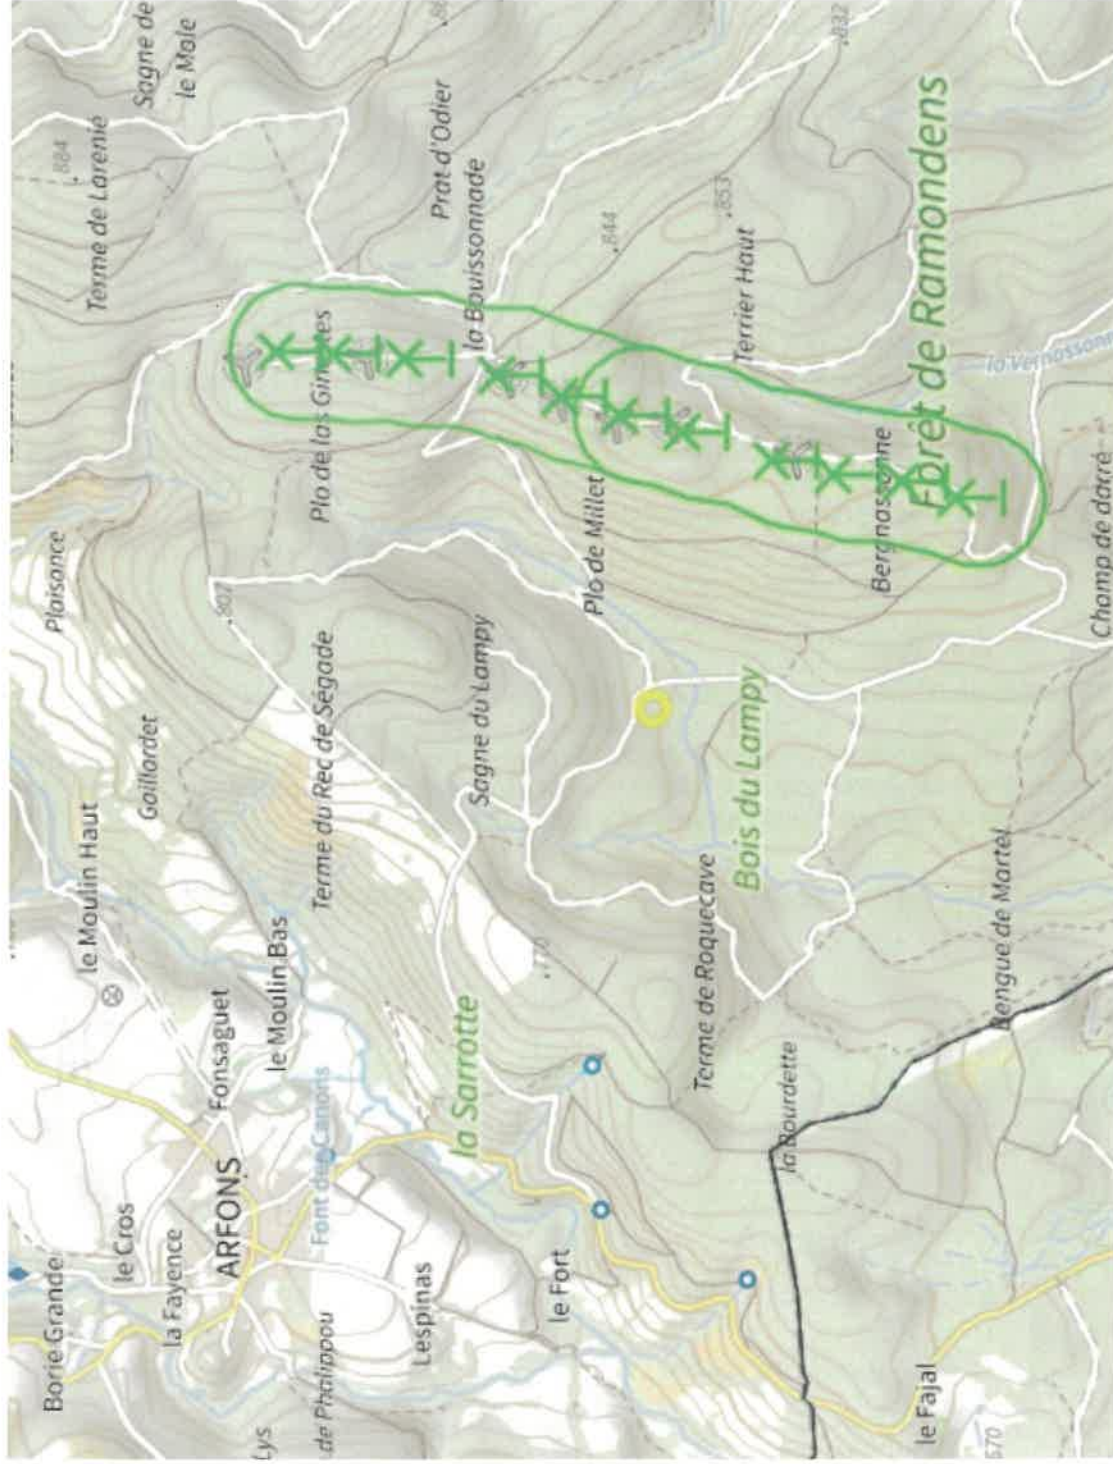 Borie Grande
Plaisance
884
le Moulin Haut
Terme de Larenie
le Cros
la Fayence
Gaillardet
Sagne de
le Mole
ARFONS
Fonsaguet
807
Lys
le Moulin Bas
Font des Canons
de Phalippou
Terme du Rec de Ségade
Plo de las Ginestes
Lespinas
Prat d'Odier
la Sarrotte
Sagne du Lampy
la Bouissonnade
770
le Fort
Plo de Millet
844
Terme de Roquecave
853
Bois du Lampy
Terrier Haut
la Bourdette
832
Bergnassonne
le Fajal
Forêt de Ramondens
670
Rengue de Martel
la Vernassonne
Champ de darré